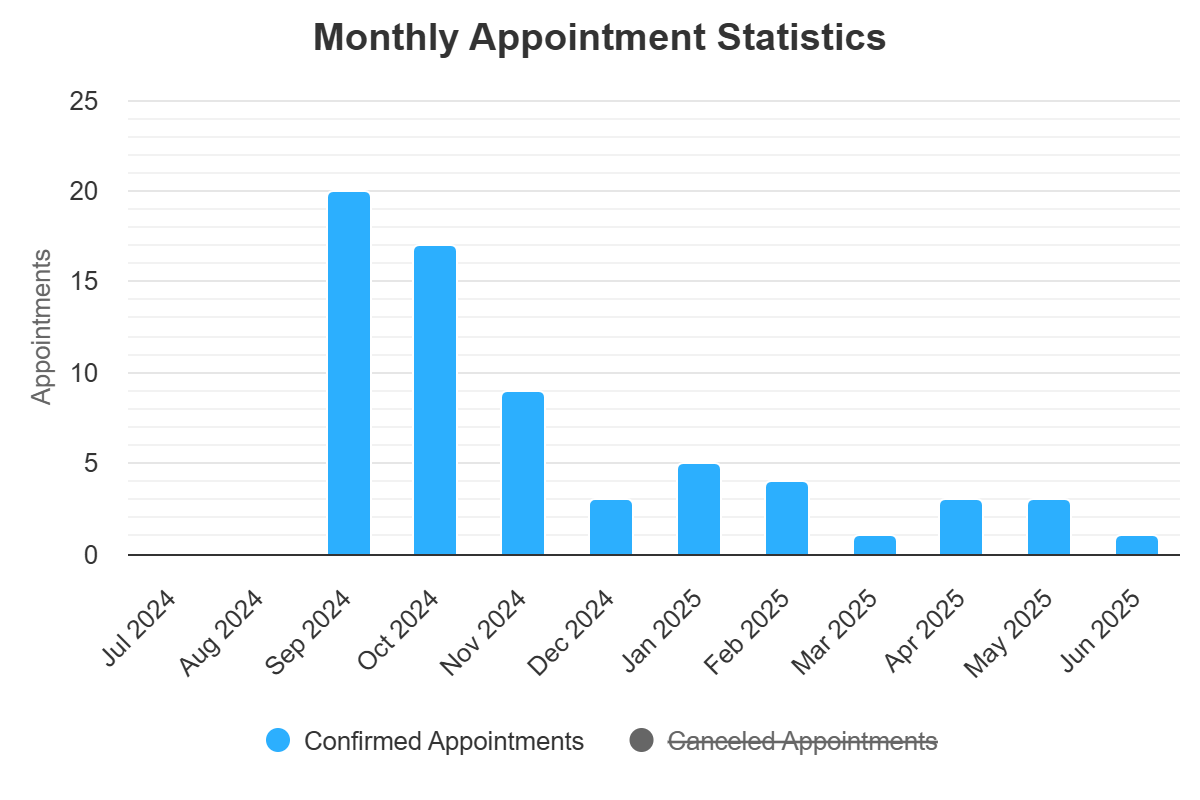 Monthly Appointment Statistics
Appointments
25
20
15
10
5
0
Jul 2024
Aug 2024
Sep 2024
Oct 2024
Nov 2024
Dec 2024
Jan 2025
Feb 2025
Mar 2025
Apr 2025
May 2025
Jun 2025
Confirmed Appointments
Canceled Appointments